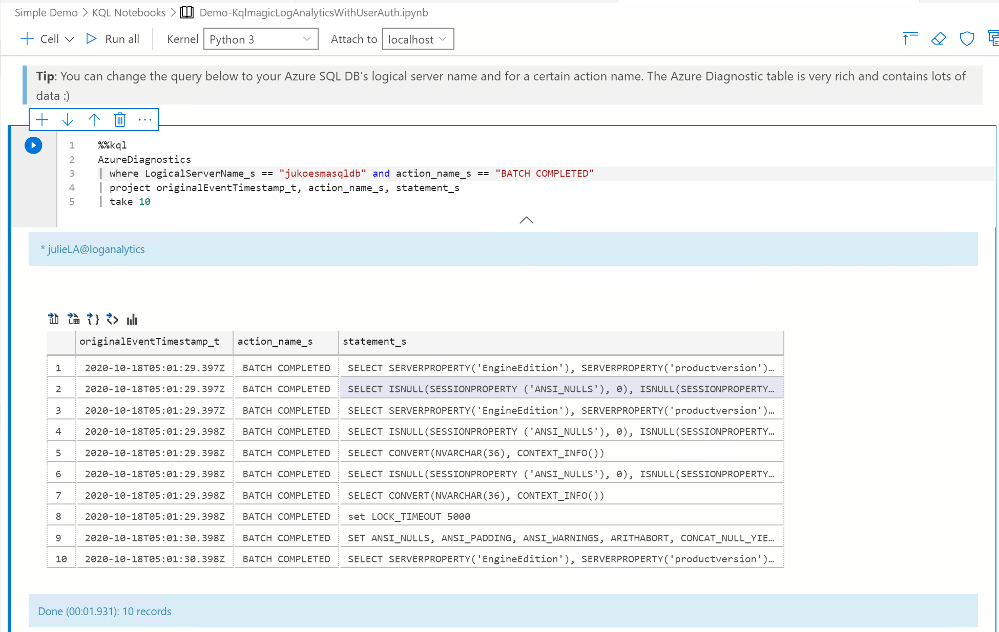 Simple Demo > KQL Notebooks > Demo-KqlmagicLogAnalyticsWithUserAuth.ipynb
Cell Run all Kernel Python 3 Attach to localhost
Tip: You can change the query below to your Azure SQL DB's logical server name and for a certain action name. The Azure Diagnostic table is very rich and contains lots of
data :)
1 %%kql
2 AzureDiagnostics
3 | where LogicalServerName_s == "jukoesmasqldb" and action_name_s == "BATCH COMPLETED"
4 | project originalEventTimestamp_t, action_name_s, statement_s
5 | take 10
* julieLA@loganalytics
originalEventTimestamp_t action_name_s statement_s
1 2020-10-18T05:01:29.397Z BATCH COMPLETED SELECT SERVERPROPERTY('EngineEdition'), SERVERPROPERTY('productversion')...
2 2020-10-18T05:01:29.397Z BATCH COMPLETED SELECT ISNULL(SESSIONPROPERTY ('ANSI_NULLS'), 0), ISNULL(SESSIONPROPERTY...
3 2020-10-18T05:01:29.397Z BATCH COMPLETED SELECT SERVERPROPERTY('EngineEdition'), SERVERPROPERTY('productversion')...
4 2020-10-18T05:01:29.398Z BATCH COMPLETED SELECT ISNULL(SESSIONPROPERTY ('ANSI_NULLS'), 0), ISNULL(SESSIONPROPERTY...
5 2020-10-18T05:01:29.398Z BATCH COMPLETED SELECT CONVERT(NVARCHAR(36), CONTEXT_INFO())
6 2020-10-18T05:01:29.398Z BATCH COMPLETED SELECT ISNULL(SESSIONPROPERTY ('ANSI_NULLS'), 0), ISNULL(SESSIONPROPERTY...
7 2020-10-18T05:01:29.398Z BATCH COMPLETED SELECT CONVERT(NVARCHAR(36), CONTEXT_INFO())
8 2020-10-18T05:01:29.398Z BATCH COMPLETED set LOCK_TIMEOUT 5000
9 2020-10-18T05:01:30.398Z BATCH COMPLETED SET ANSI_NULLS, ANSI_PADDING, ANSI_WARNINGS, ARITHABORT, CONCAT_NULL_YIE...
10 2020-10-18T05:01:30.398Z BATCH COMPLETED SELECT SERVERPROPERTY('EngineEdition'), SERVERPROPERTY('productversion')...
Done (00:01.931): 10 records